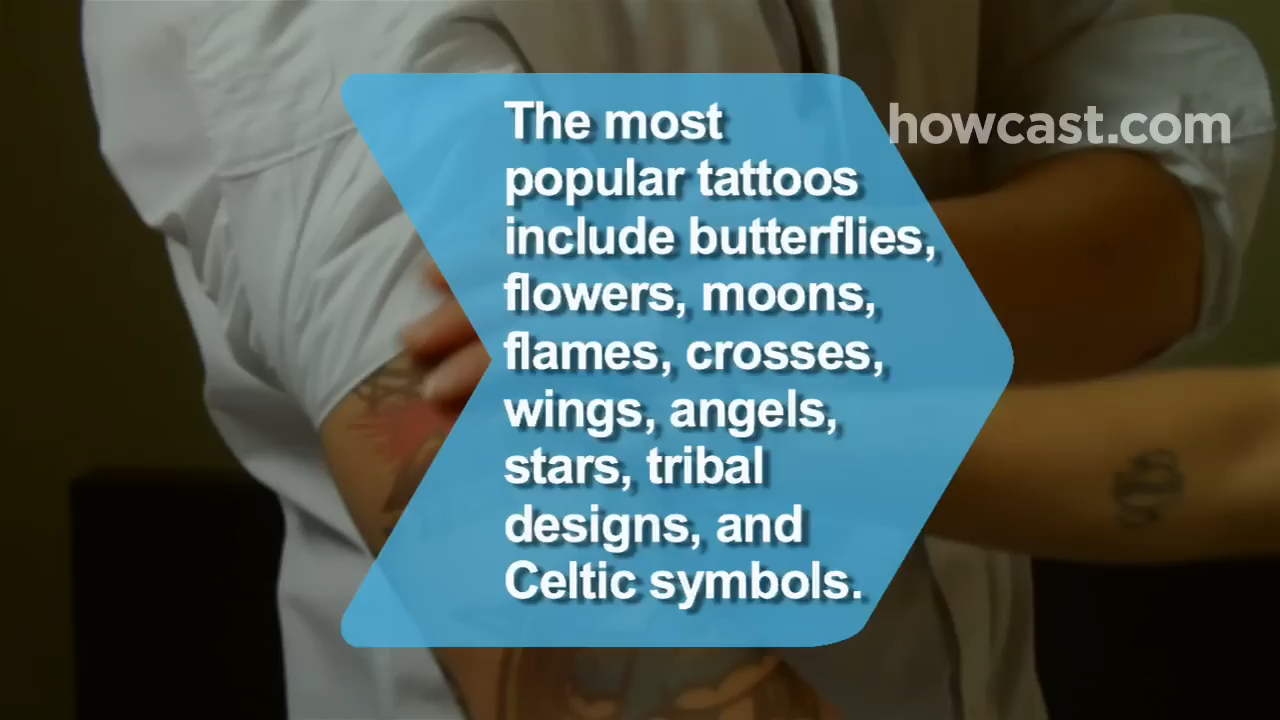 The most
howcast.com
popular tattoos
include butterflies,
flowers, moons,
flames, crosses,
wings, angels,
stars, tribal
designs, and
Celtic symbols.